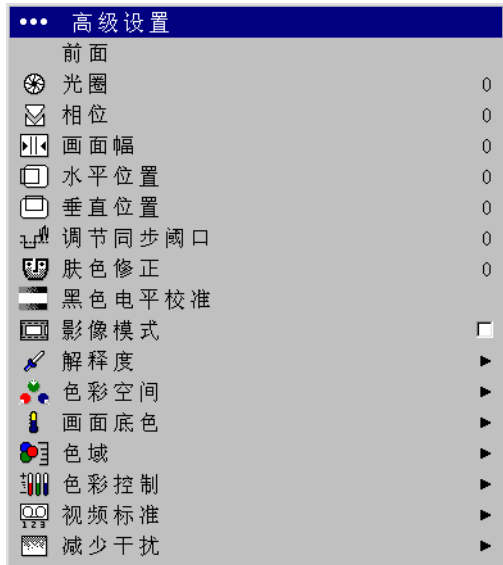 ••• 高级设置
前面
光圈 0
相位 0
画面幅 0
水平位置 0
垂直位置 0
调节同步阈口 0
肤色修正 0
黑色电平校准
影像模式
解释度
色彩空间
画面底色
色域
色彩控制
视频标准
减少干扰